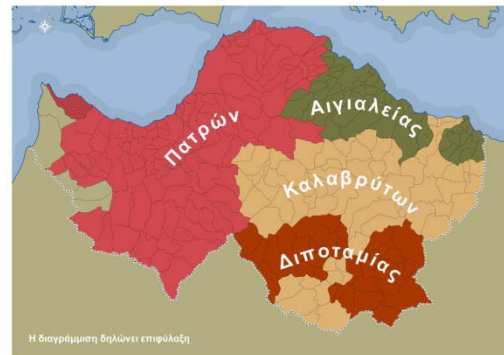 Αιγιαλείας
Πατρών
Καλαβρύτων
Διποταμίας
Η διαγράμμιση δηλώνει επιφύλαξη